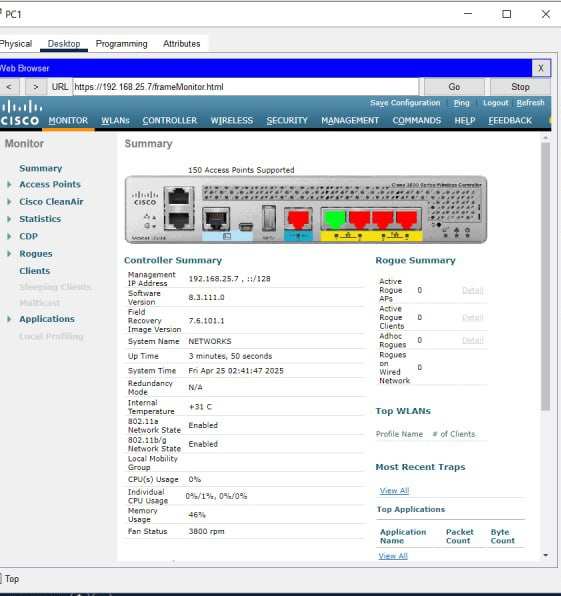 PC1
Physical Desktop Programming Attributes
Web Browser X
< > URL https://192.168.25.7/frameMonitor.html Go Stop
Save Configuration Ping Logout Refresh
CISCO MONITOR WLANs CONTROLLER WIRELESS SECURITY MANAGEMENT COMMANDS HELP FEEDBACK
Monitor
Summary
Access Points
Cisco CleanAir
Statistics
CDP
Rogues
Clients
Sleeping Clients
Multicast
Applications
Local Profiling
Summary
150 Access Points Supported
Cisco 3500 Series Wireless Controller
CISCO
Controller Summary
Management IP Address 192.168.25.7 , ::/128
Software Version 8.3.111.0
Field Recovery Image Version 7.6.101.1
System Name NETWORKS
Up Time 3 minutes, 50 seconds
System Time Fri Apr 25 02:41:47 2025
Redundancy Mode N/A
Internal Temperature +31 C
802.11a Network State Enabled
802.11b/g Network State Enabled
Local Mobility Group
CPU(s) Usage 0%
Individual CPU Usage 0%/1%, 0%/0%
Memory Usage 46%
Fan Status 3800 rpm
Rogue Summary
Active Rogue APs 0 Detail
Active Rogue Clients 0 Detail
Adhoc Rogues 0 Detail
Rogues on Wired Network 0
Top WLANs
Profile Name # of Clients
Most Recent Traps
View All
Top Applications
Application Name Packet Count Byte Count
View All
Top